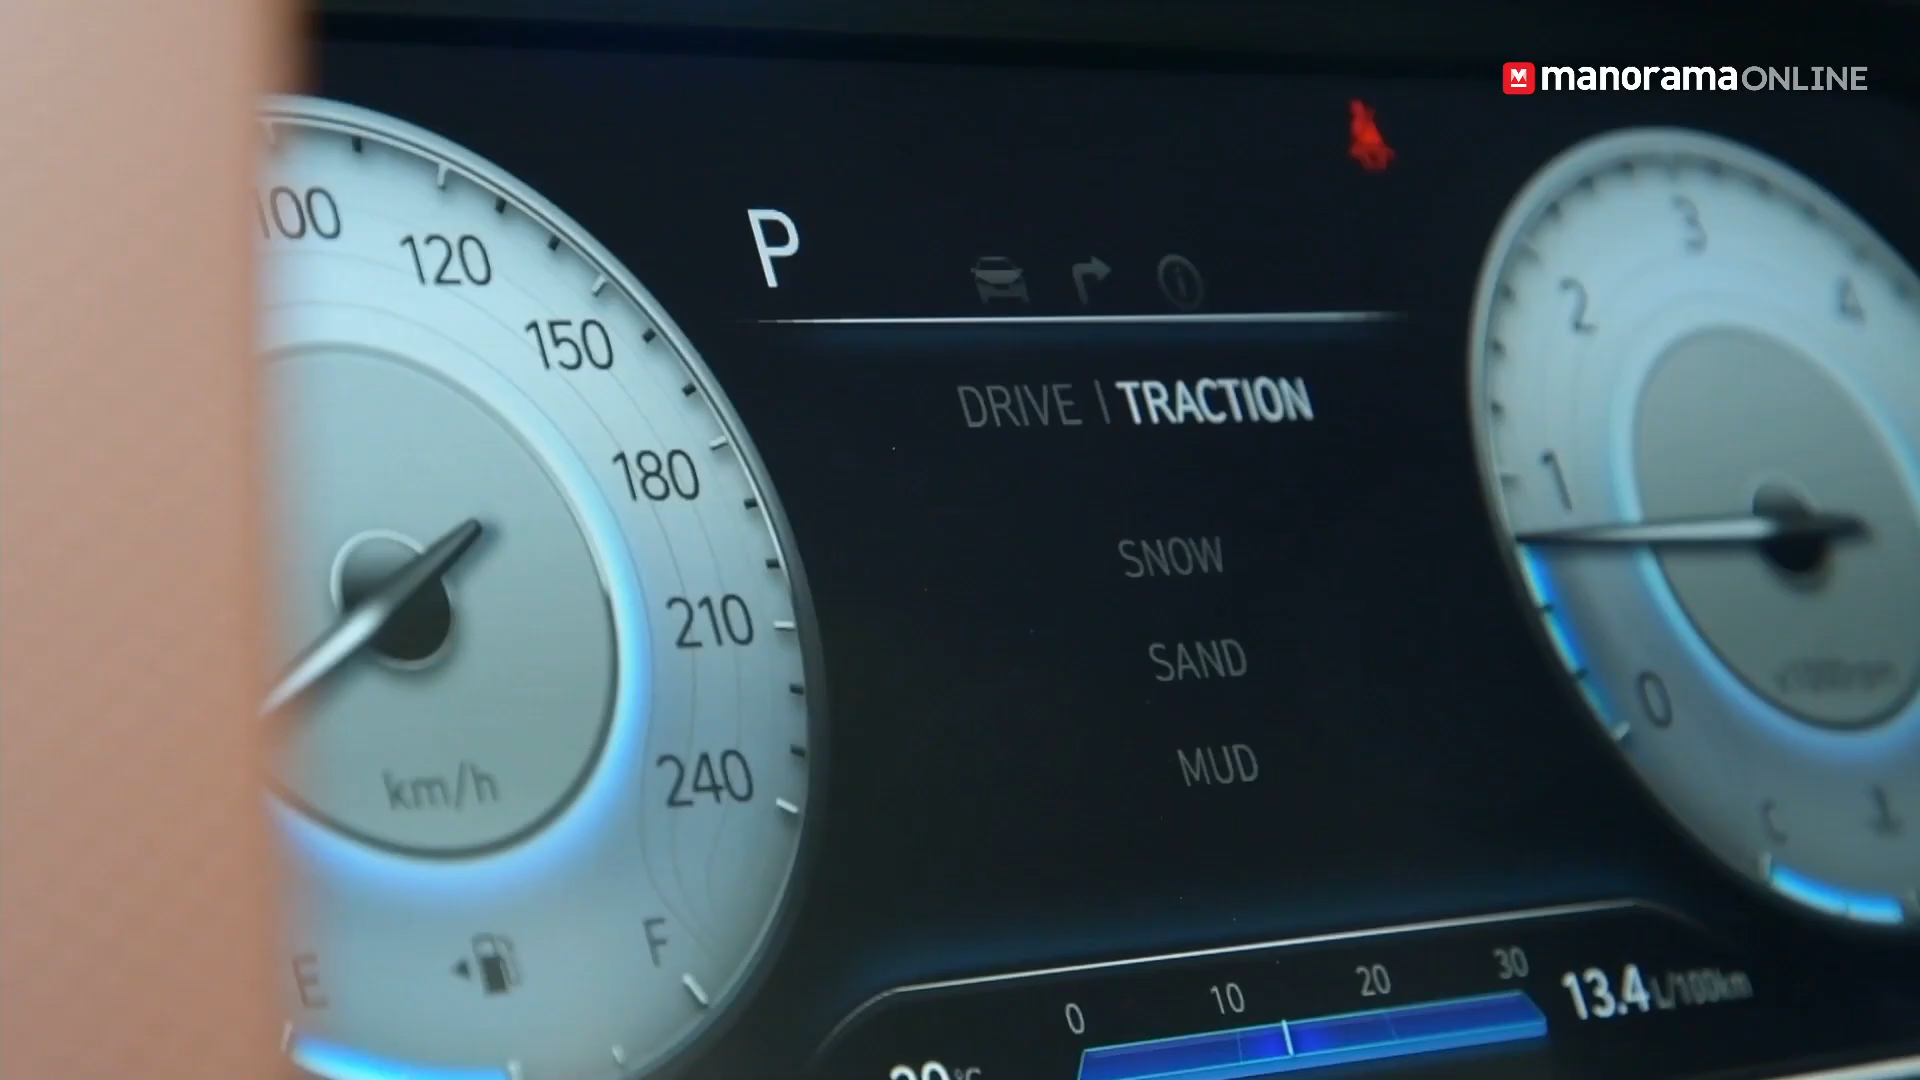 manoramaONLINE
P
DRIVE | TRACTION
SNOW
SAND
MUD
100
120
150
180
210
240
km/h
E
F
3
2
4
1
0
C
0
10
20
30
13.4 L/100km